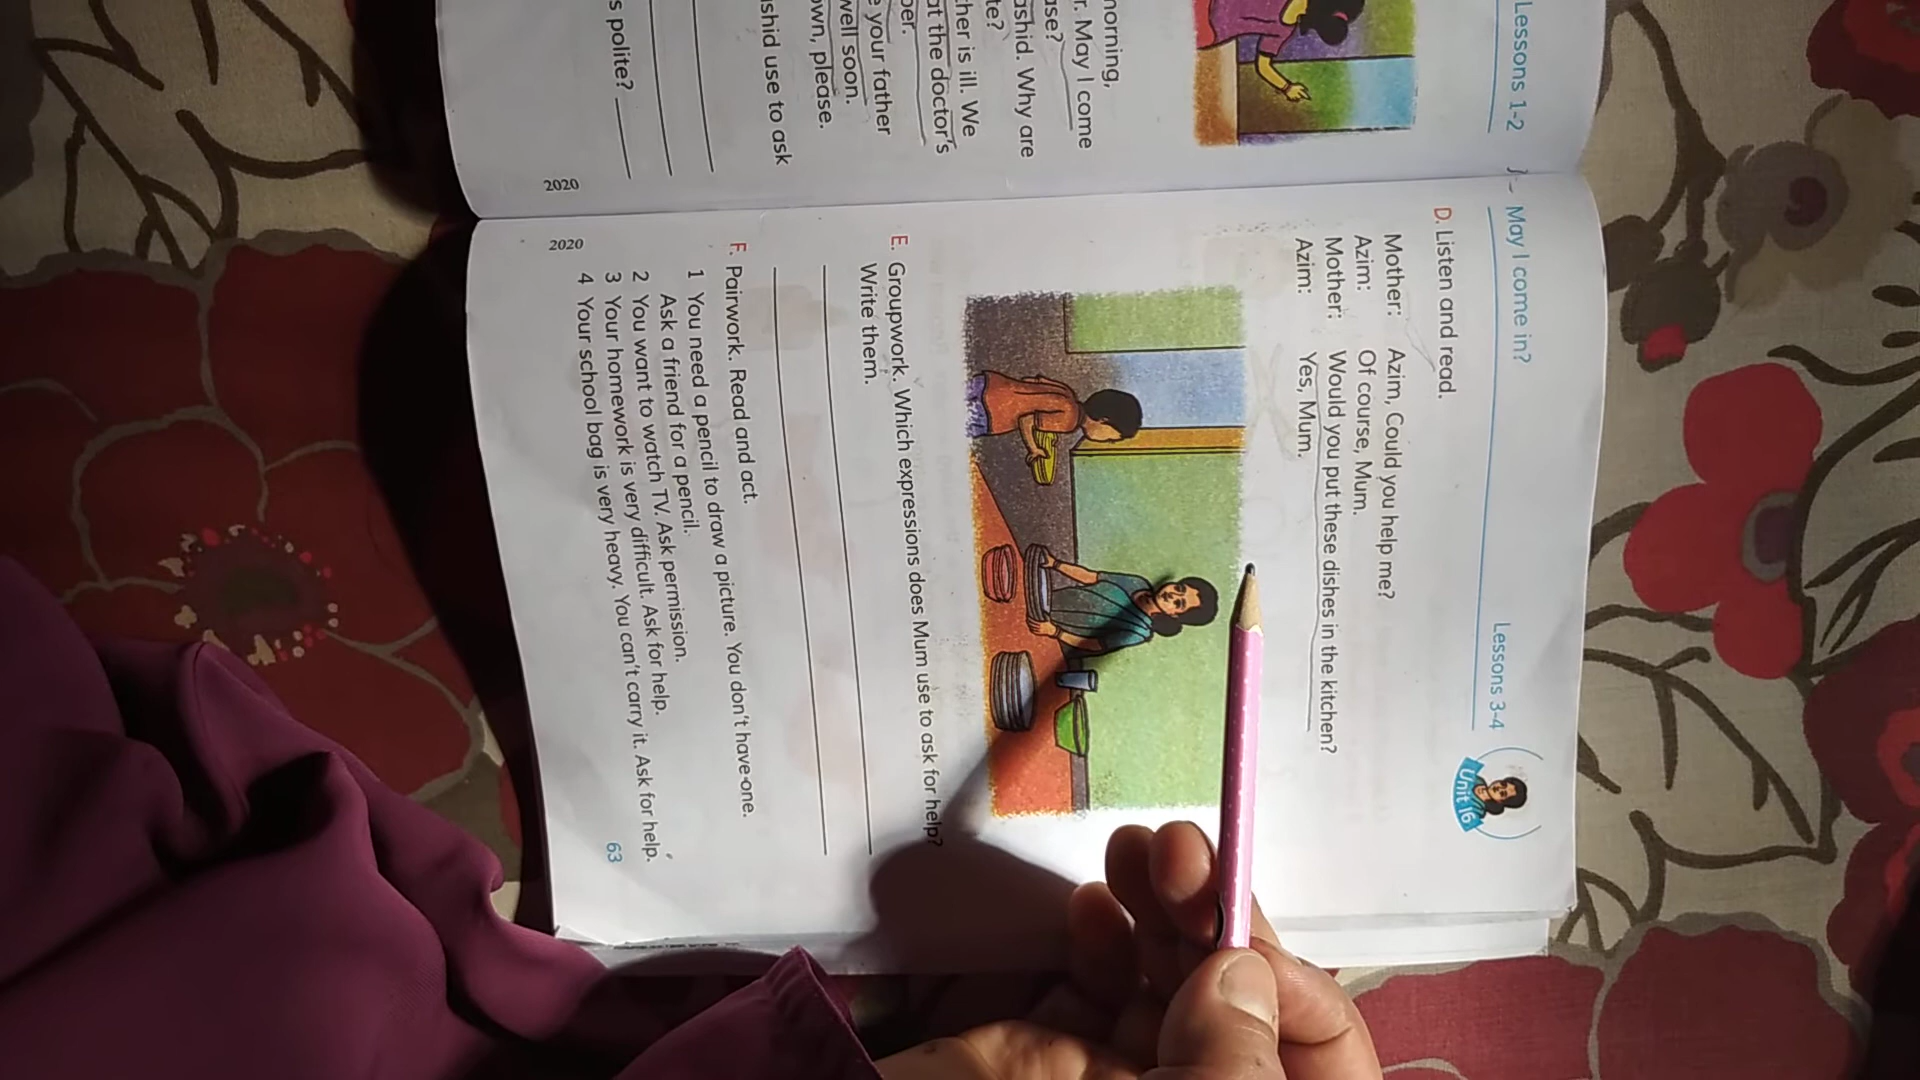 Lessons 1-2
morning,
r. May I come
ase?
ashid. Why are
te?
ther is ill. We
at the doctor's
per.
e your father
well soon.
own, please.
shid use to ask
s polite?
2020
May I come in?
Lessons 3-4
Unit 16
D. Listen and read.
Mother: Azim, Could you help me?
Azim: Of course, Mum.
Mother: Would you put these dishes in the kitchen?
Azim: Yes, Mum.
E. Groupwork. Which expressions does Mum use to ask for help?
Write them.
F. Pairwork. Read and act.
1 You need a pencil to draw a picture. You don't have one.
Ask a friend for a pencil.
2 You want to watch TV. Ask permission.
3 Your homework is very difficult. Ask for help.
4 Your school bag is very heavy. You can't carry it. Ask for help.
2020
63